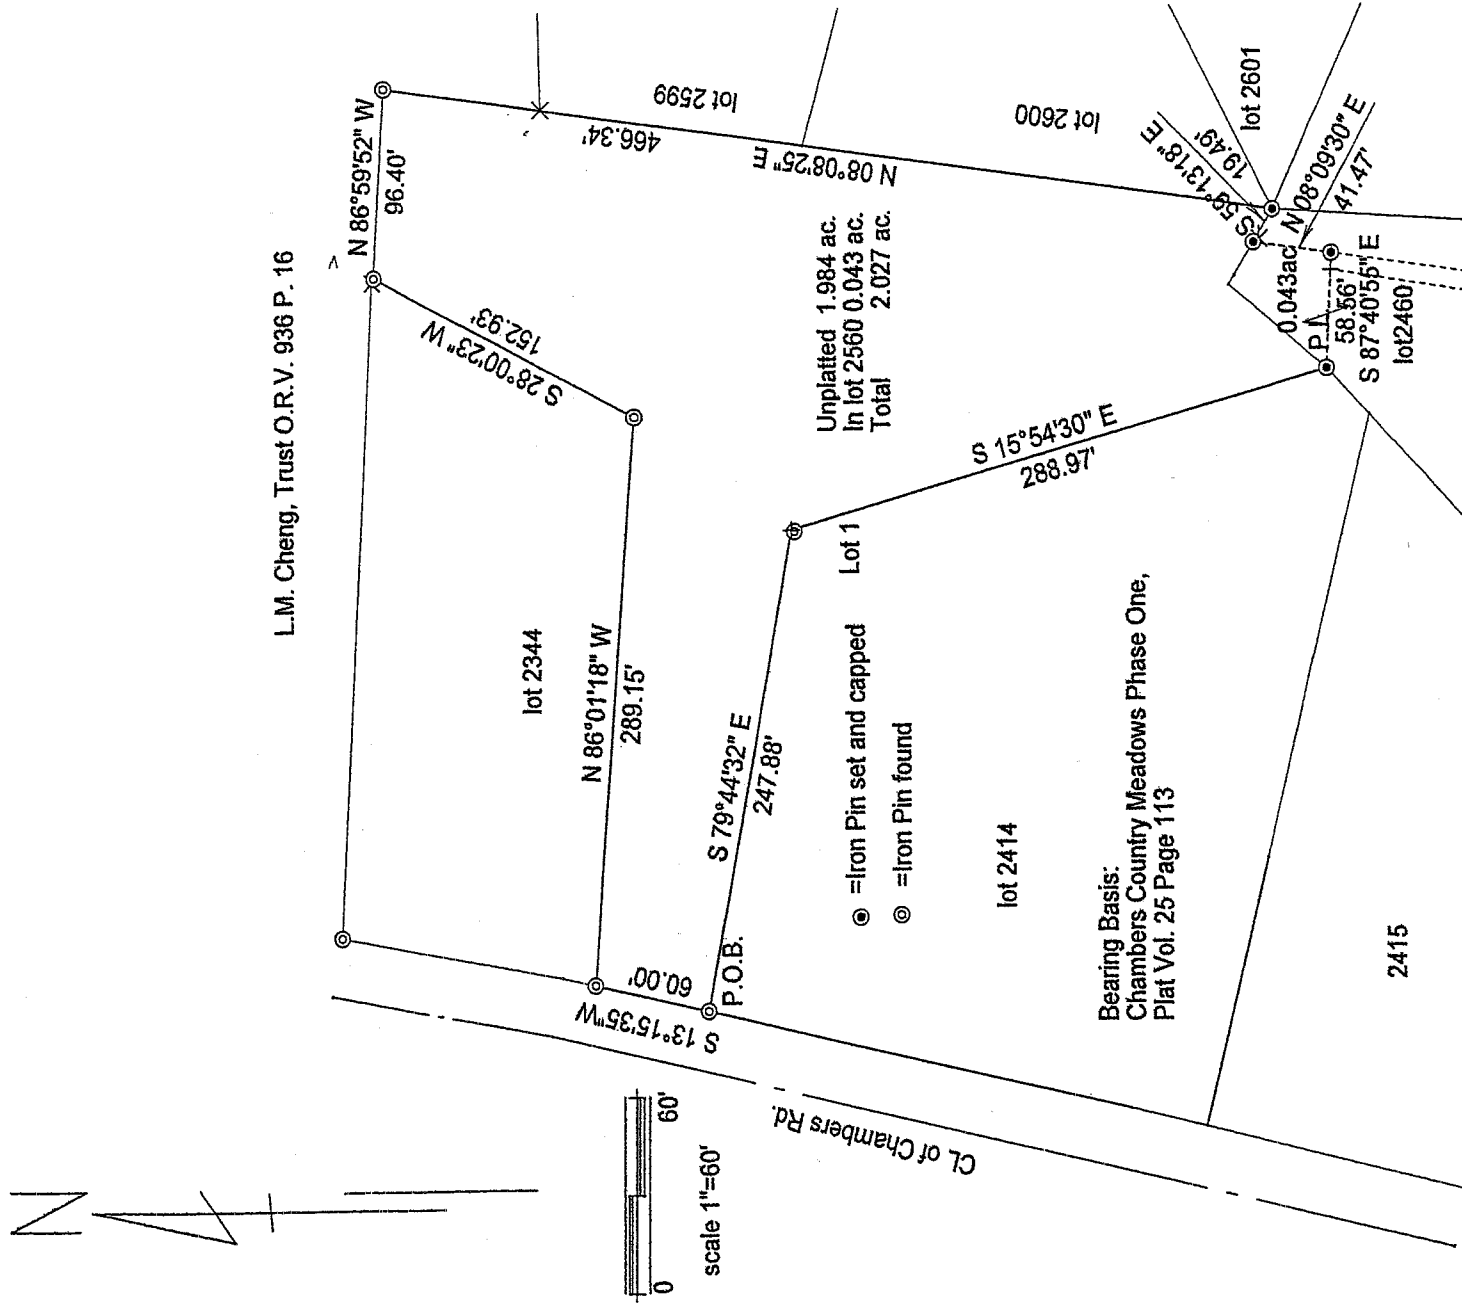 N
L.M. Cheng, Trust O.R.V. 936 P. 16
N 86°59'52" W
96.40'
lot 2599
466.34'
N 08°08'25" E
lot 2600
lot 2601
S 59°13'18" E
19.49'
N 08°09'30" E
41.47'
S 28°00'23" W
152.93'
lot 2344
N 86°01'18" W
289.15'
Unplatted 1.984 ac.
In lot 2560 0.043 ac.
Total 2.027 ac.
0.043ac
P.I.
58.56'
S 87°40'55" E
lot2460
S 15°54'30" E
288.97'
S 79°44'32" E
247.88'
60.00'
S 13°15'35"W
P.O.B.
Lot 1
=Iron Pin set and capped
=Iron Pin found
lot 2414
Bearing Basis:
Chambers Country Meadows Phase One,
Plat Vol. 25 Page 113
2415
CL of Chambers Rd.
0
60'
scale 1"=60'